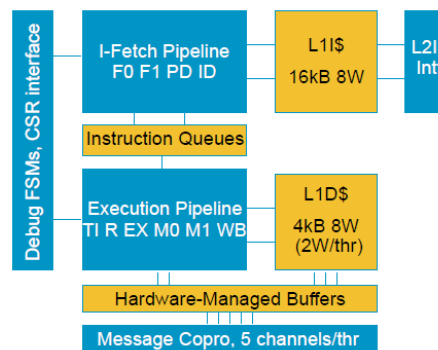 Debug FSMs, CSR interface
I-Fetch Pipeline
F0 F1 PD ID
L1I$
16kB 8W
Instruction Queues
Execution Pipeline
TI R EX M0 M1 WB
L1D$
4kB 8W
(2W/thr)
Hardware-Managed Buffers
Message Copro, 5 channels/thr